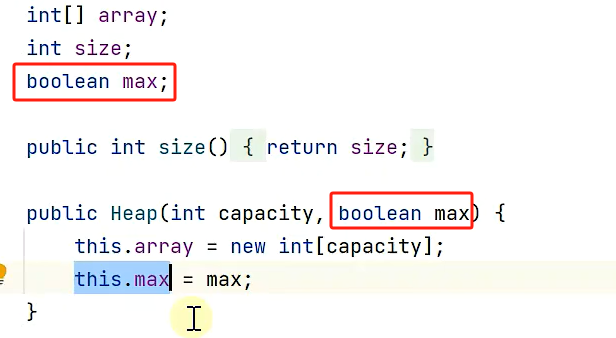 int[] array;
int size;
boolean max;
public int size() { return size; }
public Heap(int capacity, boolean max) {
this.array = new int[capacity];
this.max = max;
}